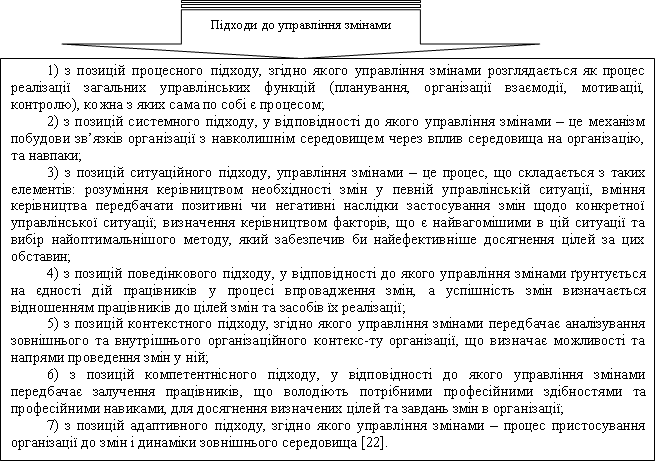 Підходи до управління змінами
1) з позицій процесного підходу, згідно якого управління змінами розглядається як процес
реалізації загальних управлінських функцій (планування, організації взаємодії, мотивації,
контролю), кожна з яких сама по собі є процесом;
2) з позицій системного підходу, у відповідності до якого управління змінами – це механізм
побудови зв’язків організації з навколишнім середовищем через вплив середовища на організацію,
та навпаки;
3) з позицій ситуаційного підходу, управління змінами – це процес, що складається з таких
елементів: розуміння керівництвом необхідності змін у певній управлінській ситуації, вміння
керівництва передбачати позитивні чи негативні наслідки застосування змін щодо конкретної
управлінської ситуації; визначення керівництвом факторів, що є найвагомішими в цій ситуації та
вибір найоптимальнішого методу, який забезпечив би найефективніше досягнення цілей за цих
обставин;
4) з позицій поведінкового підходу, у відповідності до якого управління змінами ґрунтується
на єдності дій працівників у процесі впровадження змін, а успішність змін визначається
відношенням працівників до цілей змін та засобів їх реалізації;
5) з позицій контекстного підходу, згідно якого управління змінами передбачає аналізування
зовнішнього та внутрішнього організаційного контекс-ту організації, що визначає можливості та
напрями проведення змін у ній;
6) з позицій компетентнісного підходу, у відповідності до якого управління змінами
передбачає залучення працівників, що володіють потрібними професійними здібностями та
професійними навиками, для досягнення визначених цілей та завдань змін в організації;
7) з позицій адаптивного підходу, згідно якого управління змінами – процес пристосування
організації до змін і динаміки зовнішнього середовища [22].